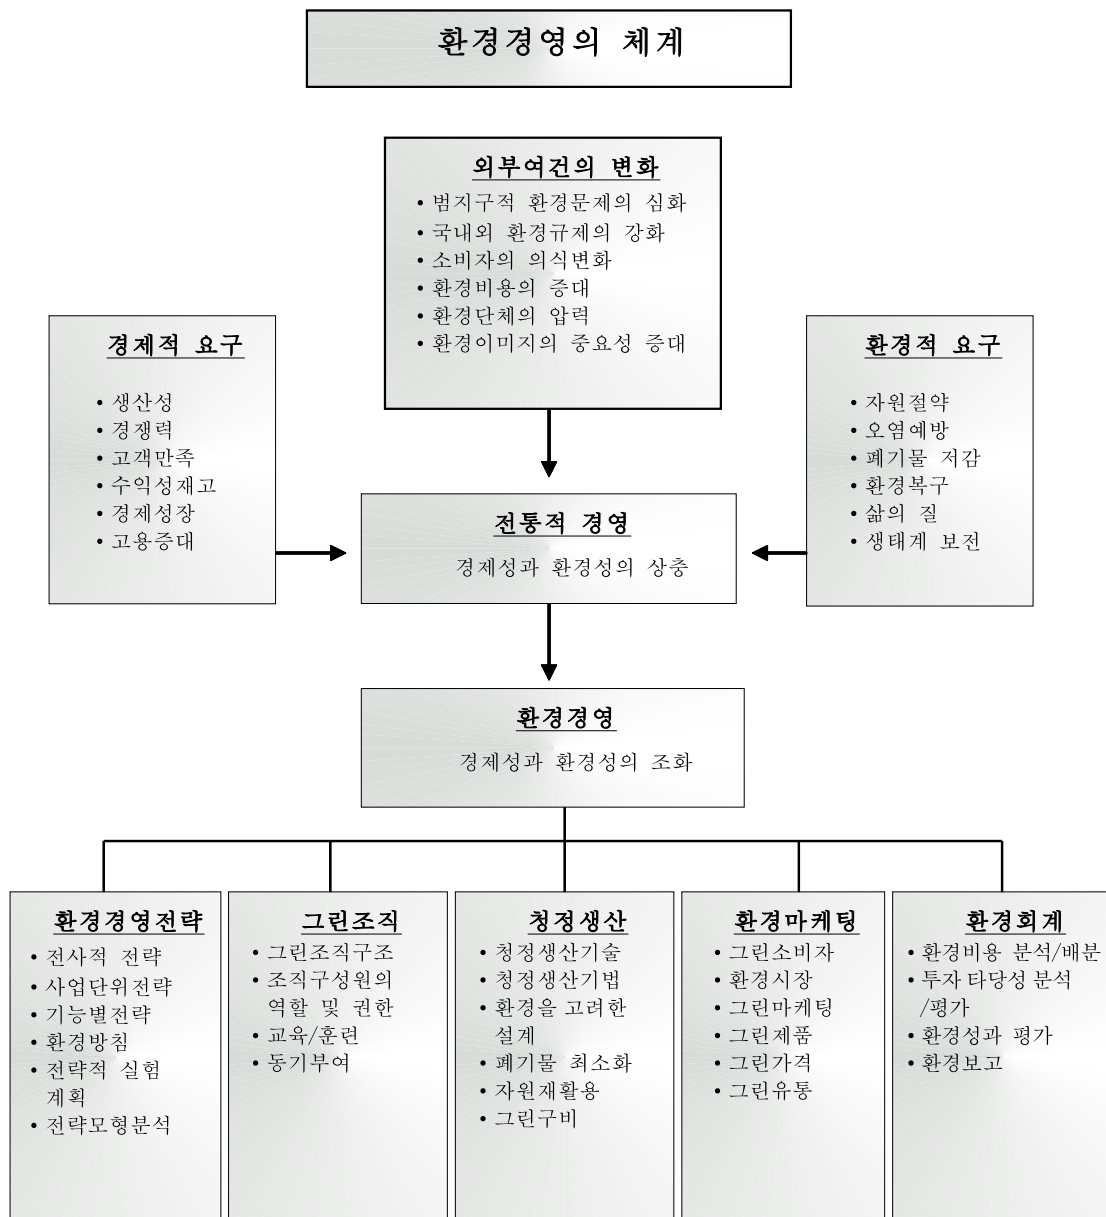 환경경영의 체계
외부여건의 변화
• 범지구적 환경문제의 심화
• 국내외 환경규제의 강화
• 소비자의 의식변화
• 환경비용의 증대
• 환경단체의 압력
• 환경이미지의 중요성 증대
경제적 요구
• 생산성
• 경쟁력
• 고객만족
• 수익성재고
• 경제성장
• 고용증대
환경적 요구
• 자원절약
• 오염예방
• 폐기물 저감
• 환경복구
• 삶의 질
• 생태계 보전
전통적 경영
경제성과 환경성의 상충
환경경영
경제성과 환경성의 조화
환경경영전략
• 전사적 전략
• 사업단위전략
• 기능별전략
• 환경방침
• 전략적 실험
계획
• 전략모형분석
그린조직
• 그린조직구조
• 조직구성원의
역할 및 권한
• 교육/훈련
• 동기부여
청정생산
• 청정생산기술
• 청정생산기법
• 환경을 고려한
설계
• 폐기물 최소화
• 자원재활용
• 그린구비
환경마케팅
• 그린소비자
• 환경시장
• 그린마케팅
• 그린제품
• 그린가격
• 그린유통
환경회계
• 환경비용 분석/배분
• 투자 타당성 분석
/평가
• 환경성과 평가
• 환경보고